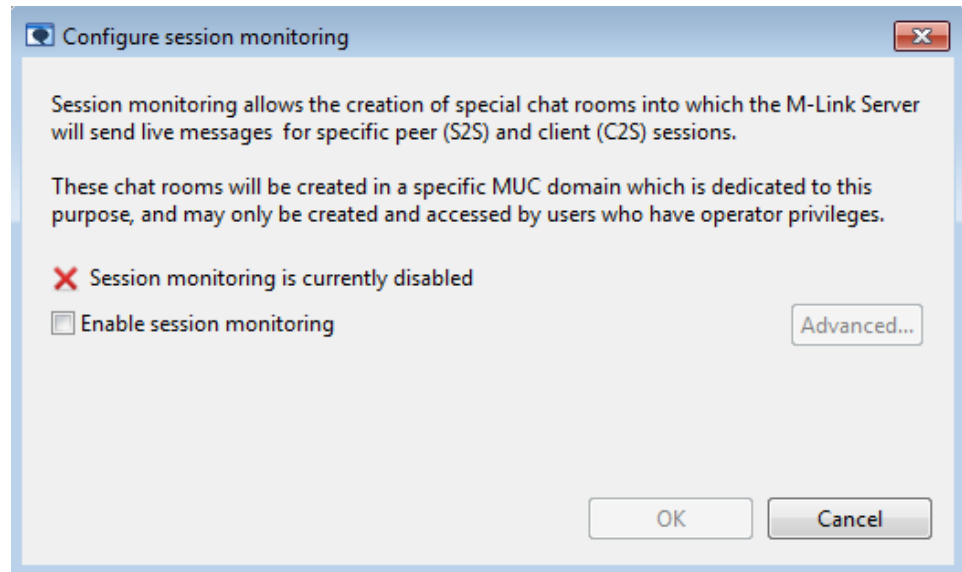 Configure session monitoring
Session monitoring allows the creation of special chat rooms into which the M-Link Server
will send live messages  for specific peer (S2S) and client (C2S) sessions.
These chat rooms will be created in a specific MUC domain which is dedicated to this
purpose, and may only be created and accessed by users who have operator privileges.
Session monitoring is currently disabled
Enable session monitoring
Advanced...
OK
Cancel